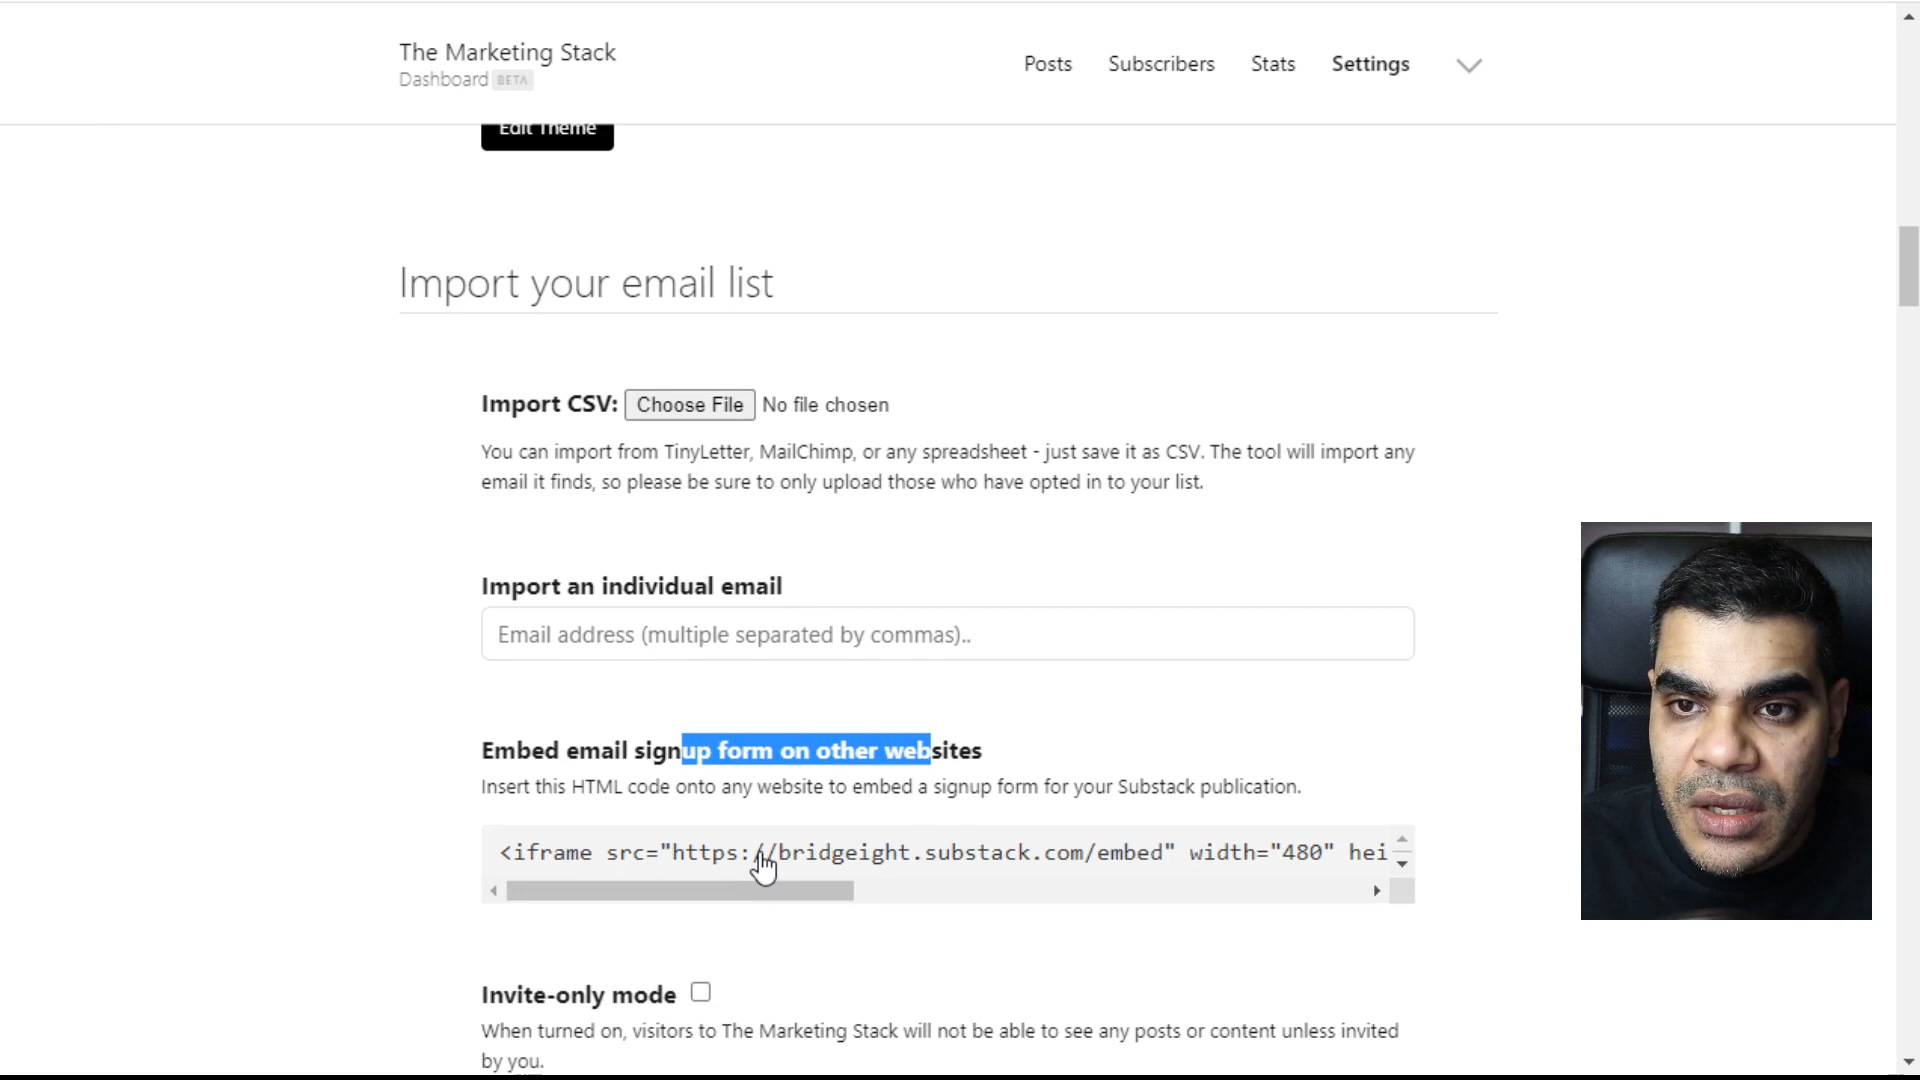 The Marketing Stack
Dashboard BETA
Posts Subscribers Stats Settings
Edit Theme
Import your email list
Import CSV: Choose File No file chosen
You can import from TinyLetter, MailChimp, or any spreadsheet - just save it as CSV. The tool will import any
email it finds, so please be sure to only upload those who have opted in to your list.
Import an individual email
Email address (multiple separated by commas)..
Embed email signup form on other websites
Insert this HTML code onto any website to embed a signup form for your Substack publication.
<iframe src="https://bridgeight.substack.com/embed" width="480" hei
Invite-only mode
When turned on, visitors to The Marketing Stack will not be able to see any posts or content unless invited
by you.